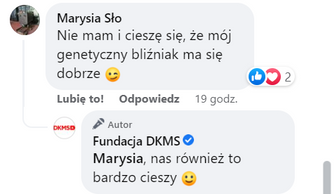 Marysia Sło
Nie mam i cieszę się, że mój
genetyczny bliźniak ma się
dobrze 😉
2
Lubię to! Odpowiedz 19 godz.
DKMS
Autor
Fundacja DKMS
Marysia, nas również to
bardzo cieszy 🙂